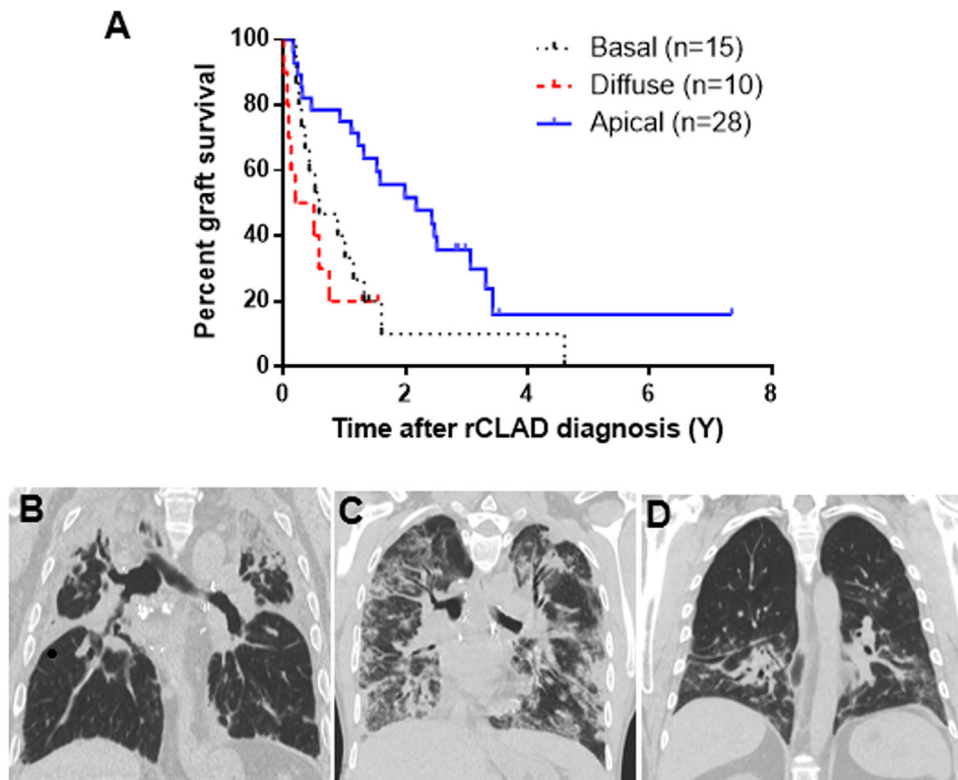 A
100
80
60
40
20
0
Percent graft survival
Basal (n=15)
Diffuse (n=10)
Apical (n=28)
0 2 4 6 8
Time after rCLAD diagnosis (Y)
B C D